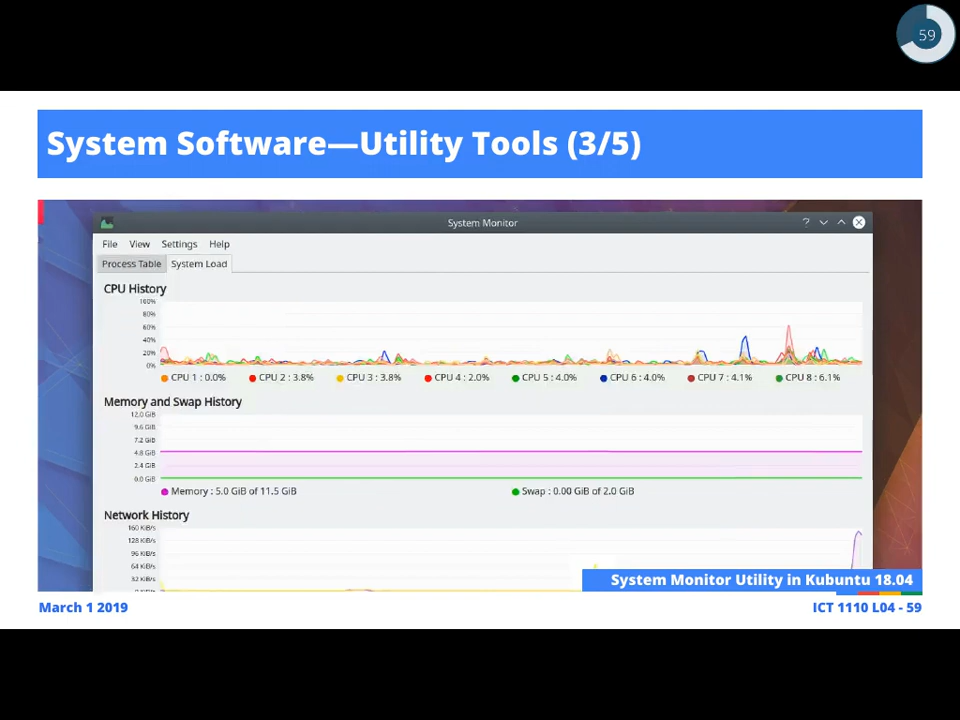 59
System Software—Utility Tools (3/5)
System Monitor
File View Settings Help
Process Table System Load
CPU History
100%
80%
60%
40%
20%
0%
CPU 1 : 0.0% CPU 2 : 3.8% CPU 3 : 3.8% CPU 4 : 2.0% CPU 5 : 4.0% CPU 6 : 4.0% CPU 7 : 4.1% CPU 8 : 6.1%
Memory and Swap History
12.0 GiB
9.6 GiB
7.2 GiB
4.8 GiB
2.4 GiB
0.0 GiB
Memory : 5.0 GiB of 11.5 GiB Swap : 0.00 GiB of 2.0 GiB
Network History
160 KiB/s
128 KiB/s
96 KiB/s
64 KiB/s
32 KiB/s
System Monitor Utility in Kubuntu 18.04
March 1 2019 ICT 1110 L04 - 59